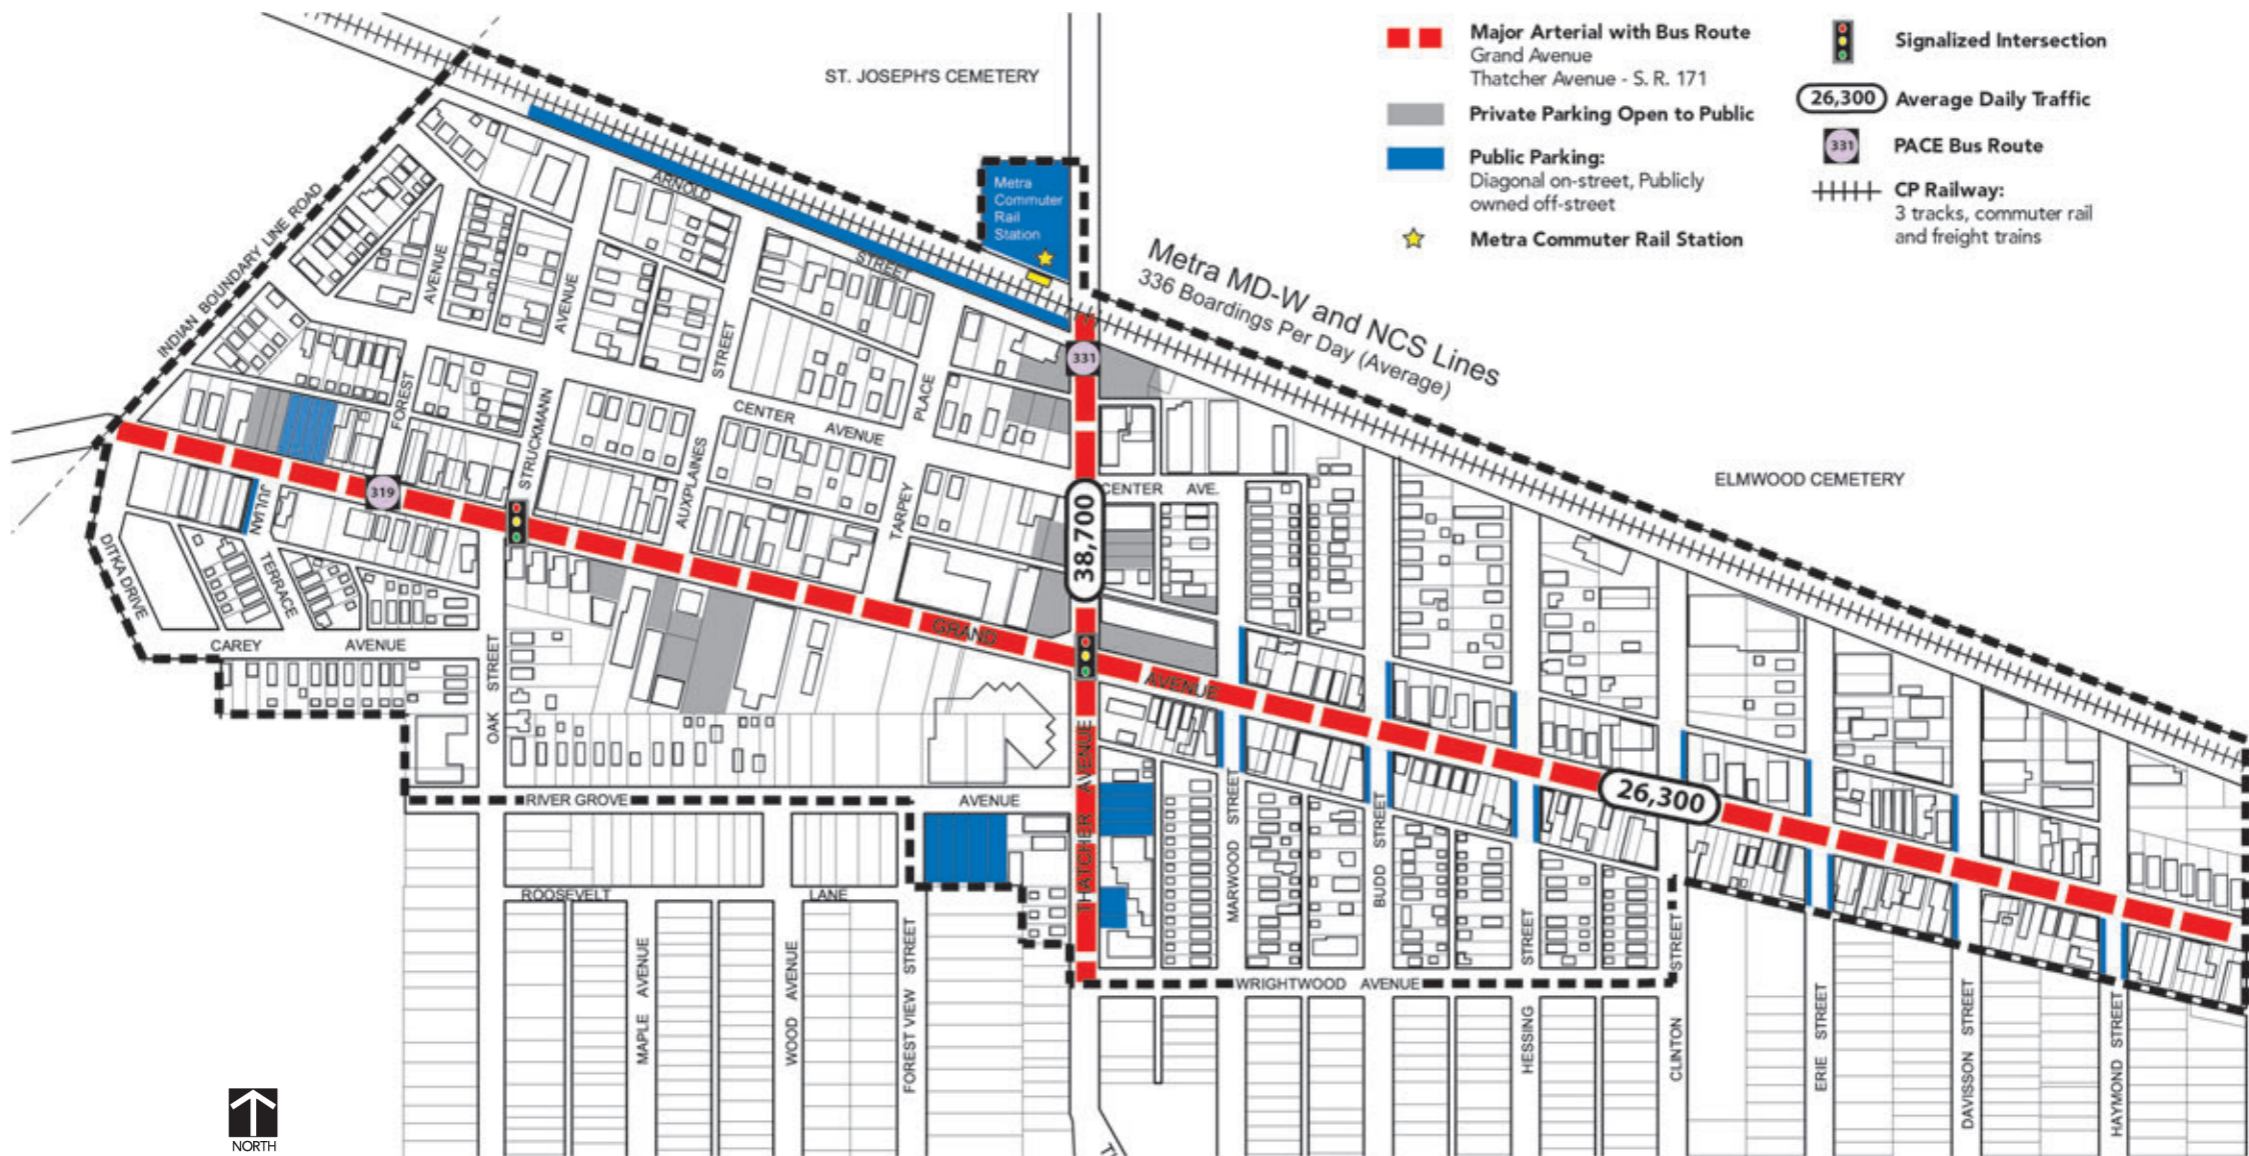 ST. JOSEPH'S CEMETERY
Major Arterial with Bus Route
Grand Avenue
Thatcher Avenue - S. R. 171
Private Parking Open to Public
Public Parking:
Diagonal on-street, Publicly
owned off-street
Metra Commuter Rail Station
Signalized Intersection
26,300
Average Daily Traffic
331
PACE Bus Route
CP Railway:
3 tracks, commuter rail
and freight trains
Metra
Commuter
Rail
Station
Metra MD-W and NCS Lines
336 Boardings Per Day (Average)
ELMWOOD CEMETERY
INDIAN BOUNDARY LINE ROAD
ARNOLD
STREET
AVENUE
FOREST
AVENUE
STRUCKMANN
STREET
AUXPLAINES
PLACE
TARPEY
CENTER
AVENUE
331
CENTER AVE.
38,700
319
JULIAN
TERRACE
DITKA DRIVE
CAREY
AVENUE
OAK STREET
GRAND
AVENUE
THATCHER AVENUE
26,300
RIVER GROVE
AVENUE
ROOSEVELT
LANE
MAPLE AVENUE
WOOD AVENUE
FOREST VIEW STREET
MARWOOD STREET
BUDD STREET
HESSING STREET
CLINTON STREET
ERIE STREET
DAVISSON STREET
HAYMOND STREET
WRIGHTWOOD AVENUE
NORTH